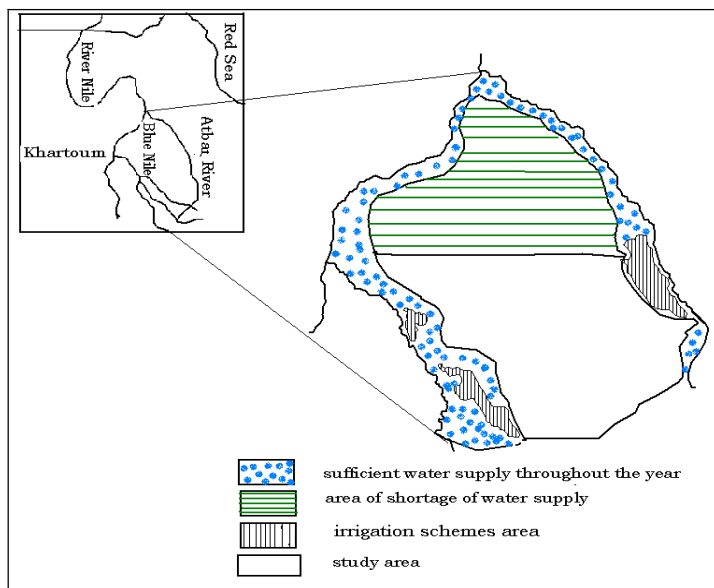 Red Sea
River Nile
Atbar River
Blue Nile
Khartoum
sufficient water supply throughout the year
area of shortage of water supply
irrigation schemes area
study area